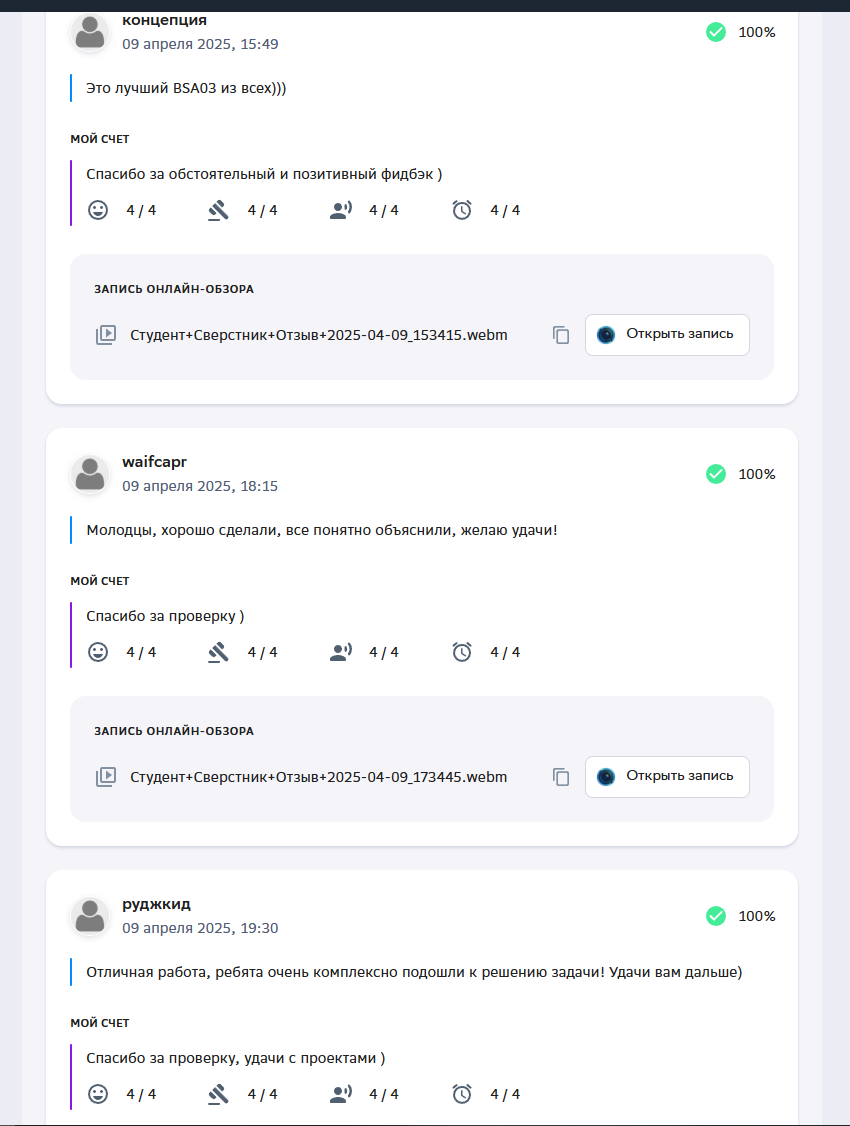 концепция
09 апреля 2025, 15:49
100%
Это лучший BSA03 из всех)))
МОЙ СЧЕТ
Спасибо за обстоятельный и позитивный фидбэк )
4 / 4 4 / 4 4 / 4 4 / 4
ЗАПИСЬ ОНЛАЙН-ОБЗОРА
Студент+Сверстник+Отзыв+2025-04-09_153415.webm Открыть запись
waifcapr
09 апреля 2025, 18:15
100%
Молодцы, хорошо сделали, все понятно объяснили, желаю удачи!
МОЙ СЧЕТ
Спасибо за проверку )
4 / 4 4 / 4 4 / 4 4 / 4
ЗАПИСЬ ОНЛАЙН-ОБЗОРА
Студент+Сверстник+Отзыв+2025-04-09_173445.webm Открыть запись
руджкид
09 апреля 2025, 19:30
100%
Отличная работа, ребята очень комплексно подошли к решению задачи! Удачи вам дальше)
МОЙ СЧЕТ
Спасибо за проверку, удачи с проектами )
4 / 4 4 / 4 4 / 4 4 / 4